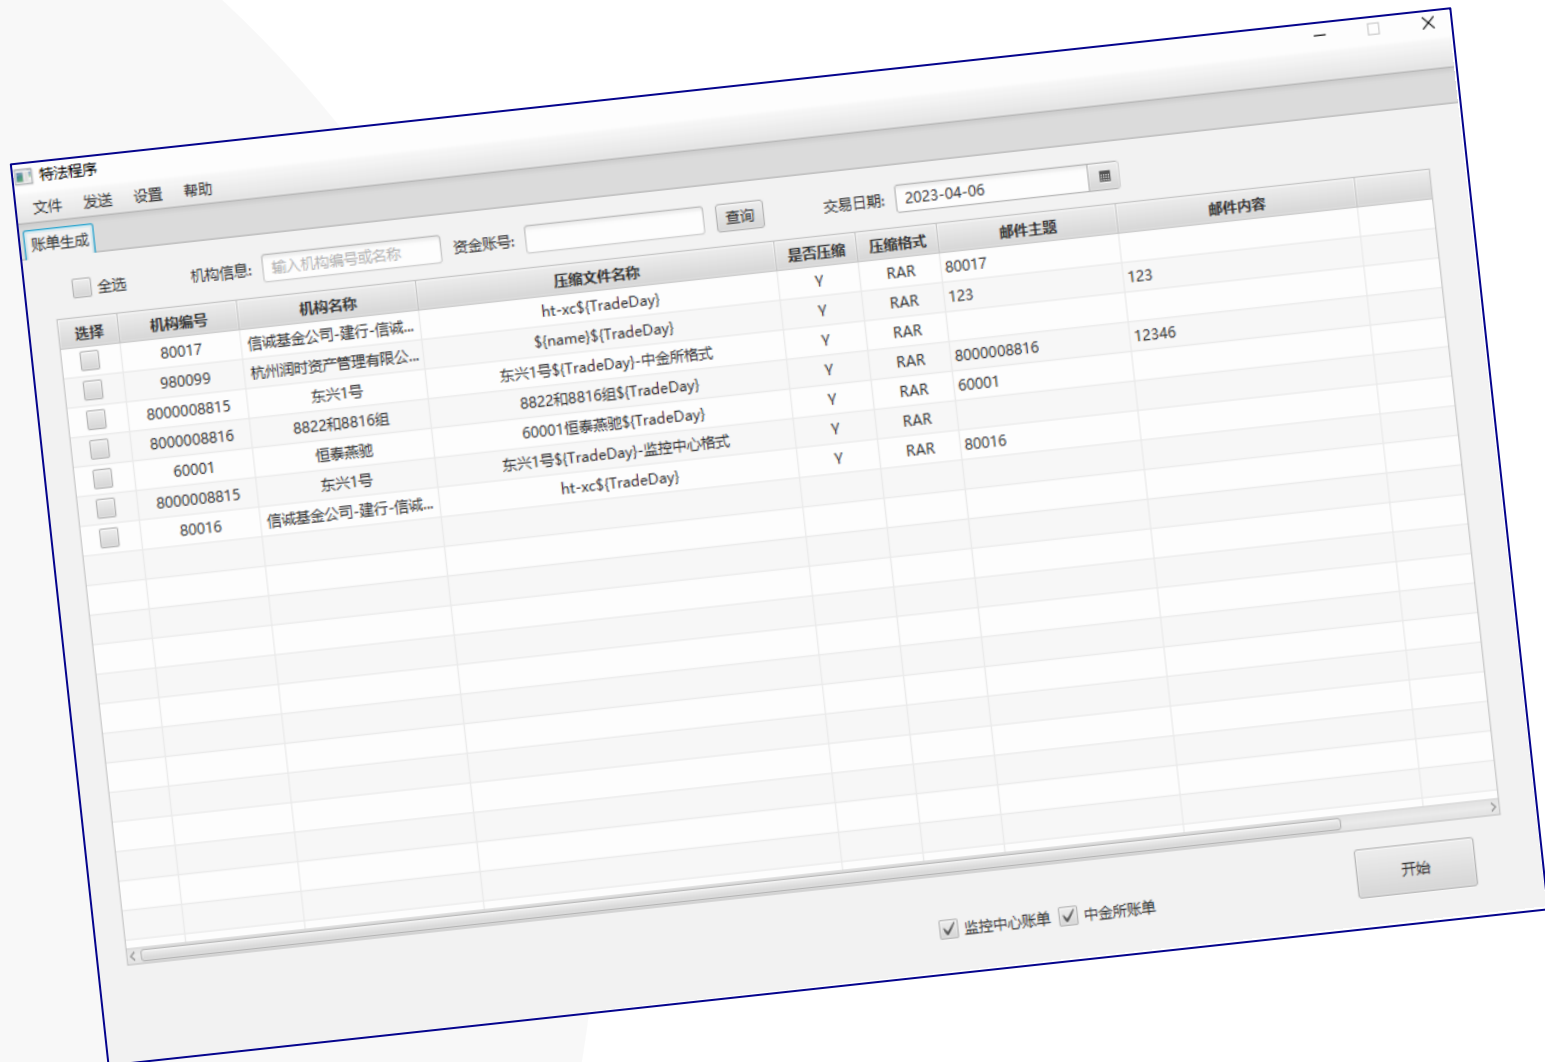 特法程序
文件 发送 设置 帮助
账单生成
全选 机构信息: 输入机构编号或名称 资金账号: 查询 交易日期: 2023-04-06
选择 机构编号 机构名称 压缩文件名称 是否压缩 压缩格式 邮件主题 邮件内容
80017 信诚基金公司-建行-信诚... ht-xc${TradeDay} Y RAR 80017
980099 杭州润时资产管理有限公... ${name}${TradeDay} Y RAR 123 123
8000008815 东兴1号 东兴1号${TradeDay}-中金所格式 Y RAR
8000008816 8822和8816组 8822和8816组${TradeDay} Y RAR 8000008816 12346
60001 恒泰燕驰 60001恒泰燕驰${TradeDay} Y RAR 60001
8000008815 东兴1号 东兴1号${TradeDay}-监控中心格式 Y RAR
80016 信诚基金公司-建行-信诚... ht-xc${TradeDay} Y RAR 80016
监控中心账单 中金所账单 开始